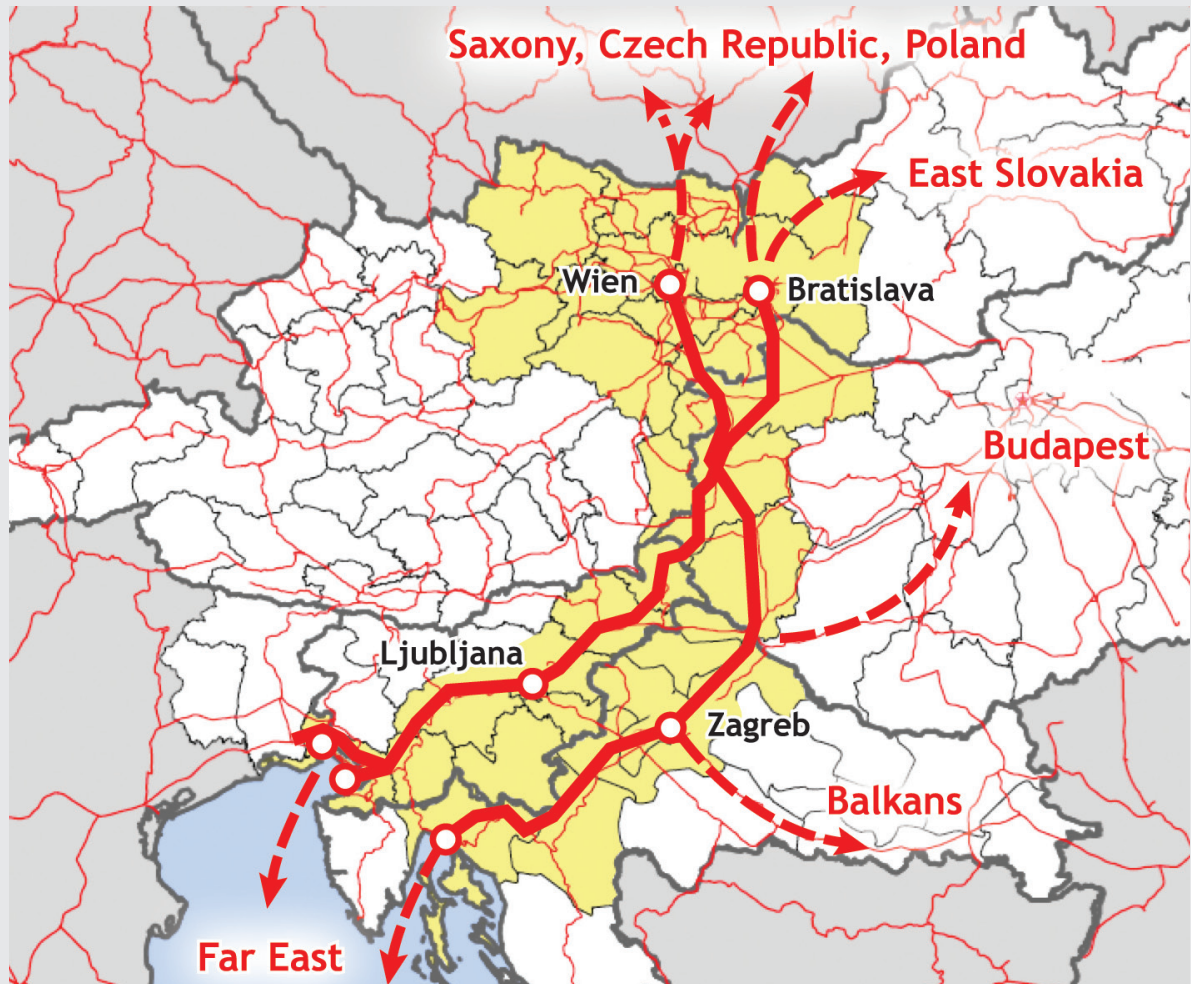 Saxony, Czech Republic, Poland
East Slovakia
Wien
Bratislava
Budapest
Ljubljana
Zagreb
Balkans
Far East